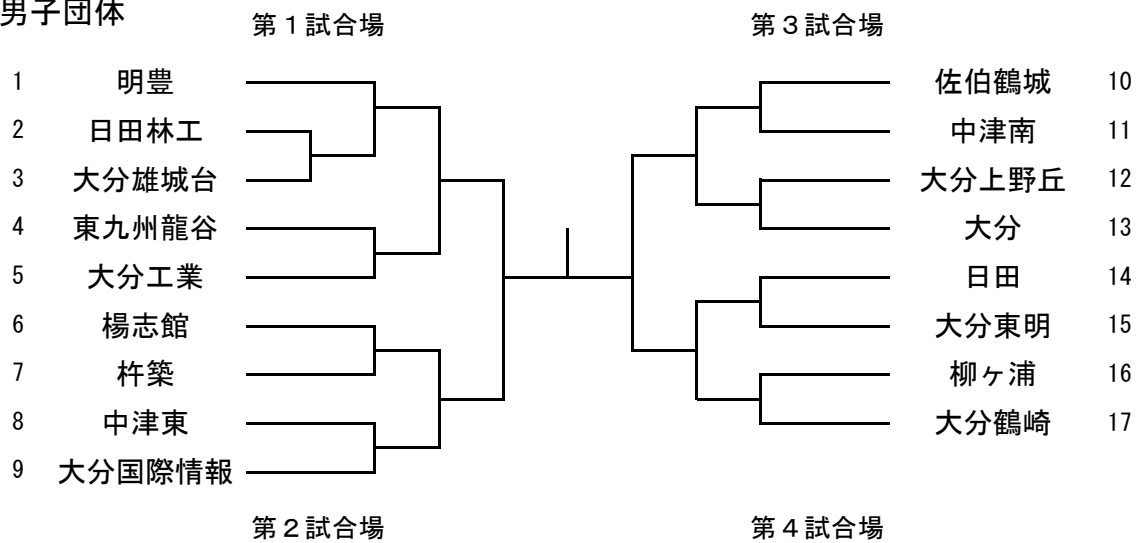 男子団体
第1試合場
第3試合場
1 明豊
2 日田林工
3 大分雄城台
4 東九州龍谷
5 大分工業
6 楊志館
7 杵築
8 中津東
9 大分国際情報
佐伯鶴城 10
中津南 11
大分上野丘 12
大分 13
日田 14
大分東明 15
柳ヶ浦 16
大分鶴崎 17
第2試合場
第4試合場